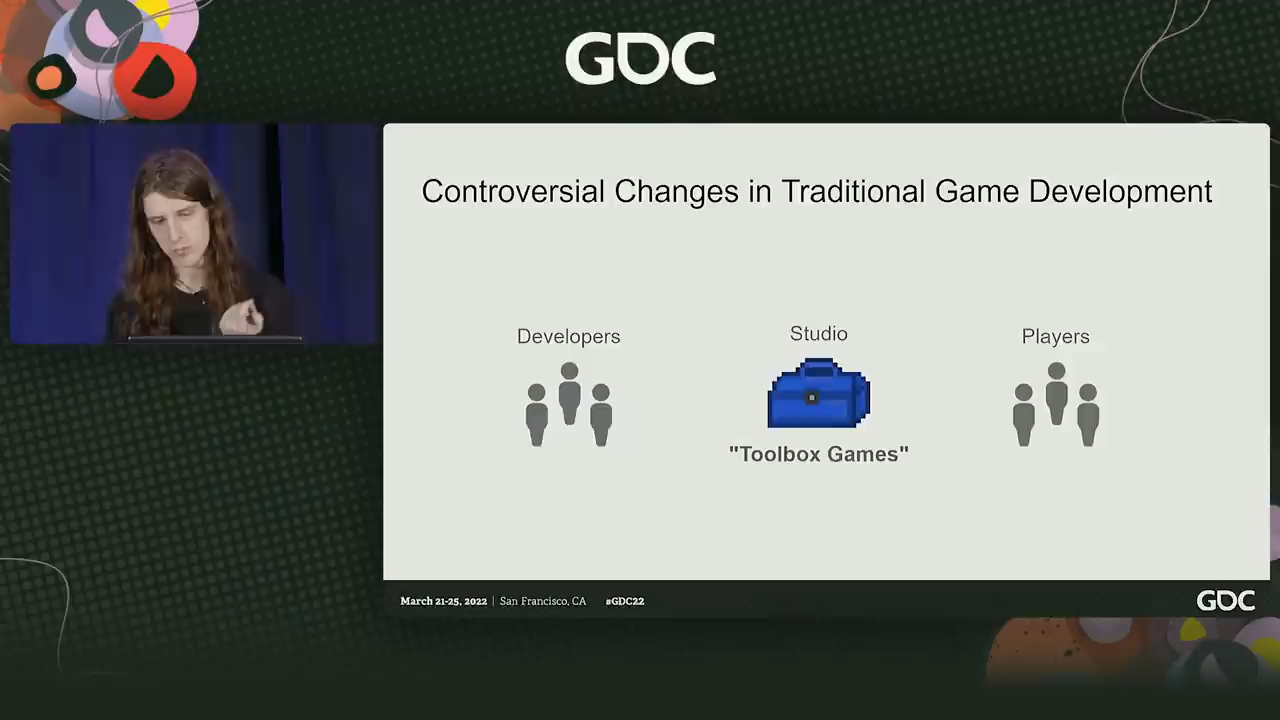 GDC
Controversial Changes in Traditional Game Development
Developers
Studio
Players
"Toolbox Games"
March 21-25, 2022 | San Francisco, CA #GDC22
GDC